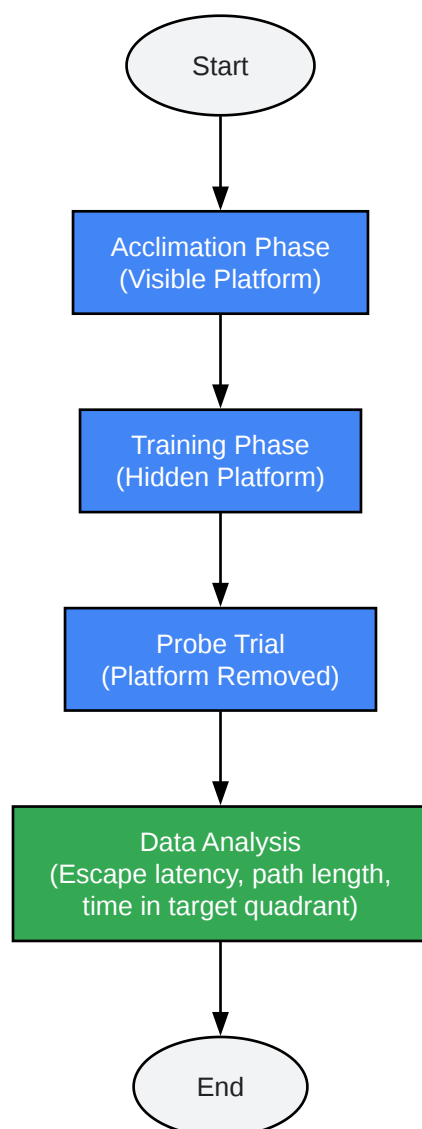 Start
Acclimation Phase
(Visible Platform)
Training Phase
(Hidden Platform)
Probe Trial
(Platform Removed)
Data Analysis
(Escape latency, path length,
time in target quadrant)
End